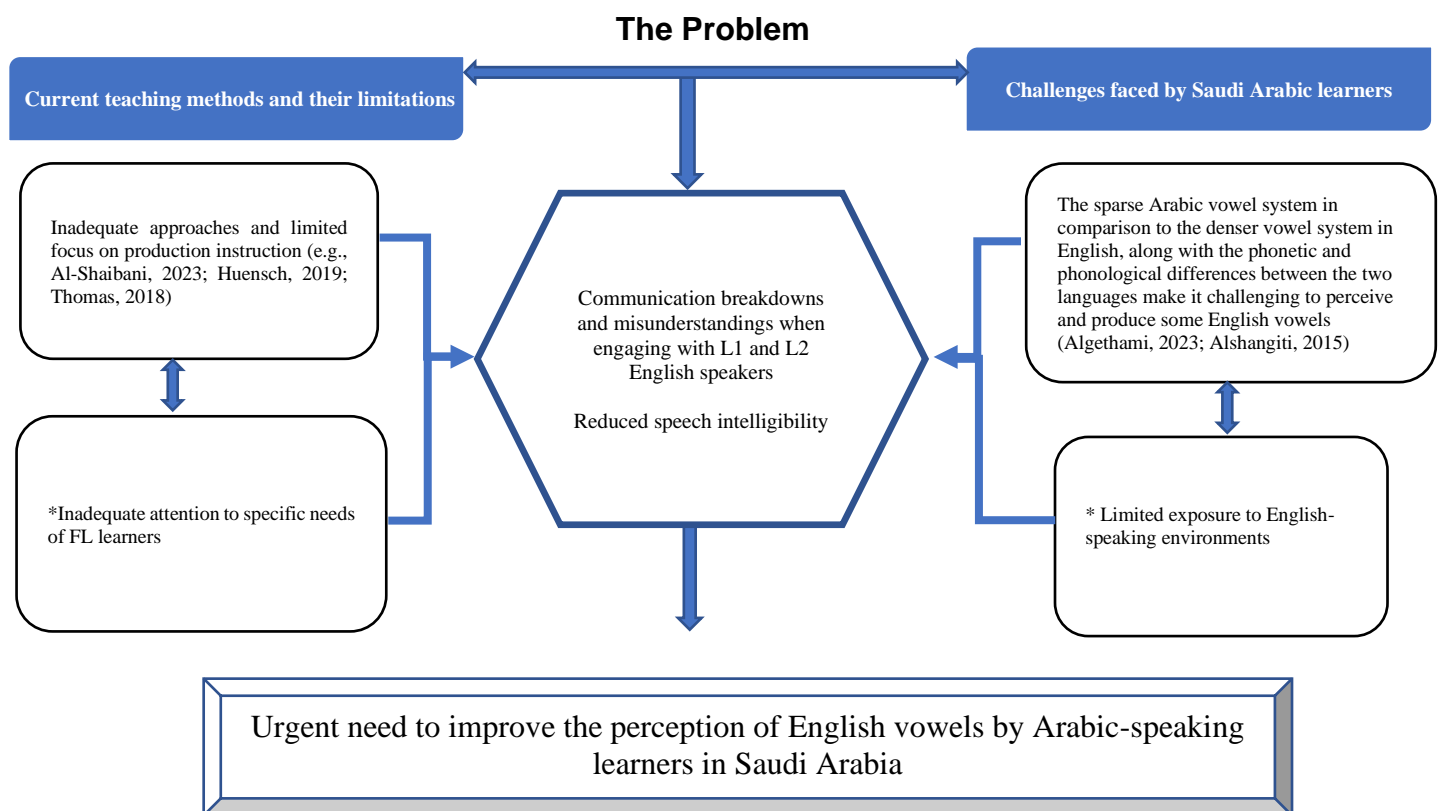 The Problem
Current teaching methods and their limitations
Challenges faced by Saudi Arabic learners
Inadequate approaches and limited
focus on production instruction (e.g.,
Al-Shaibani, 2023; Huensch, 2019;
Thomas, 2018)
*Inadequate attention to specific needs
of FL learners
Communication breakdowns
and misunderstandings when
engaging with L1 and L2
English speakers
Reduced speech intelligibility
The sparse Arabic vowel system in
comparison to the denser vowel system in
English, along with the phonetic and
phonological differences between the two
languages make it challenging to perceive
and produce some English vowels
(Algethami, 2023; Alshangiti, 2015)
* Limited exposure to English-
speaking environments
Urgent need to improve the perception of English vowels by Arabic-speaking
learners in Saudi Arabia